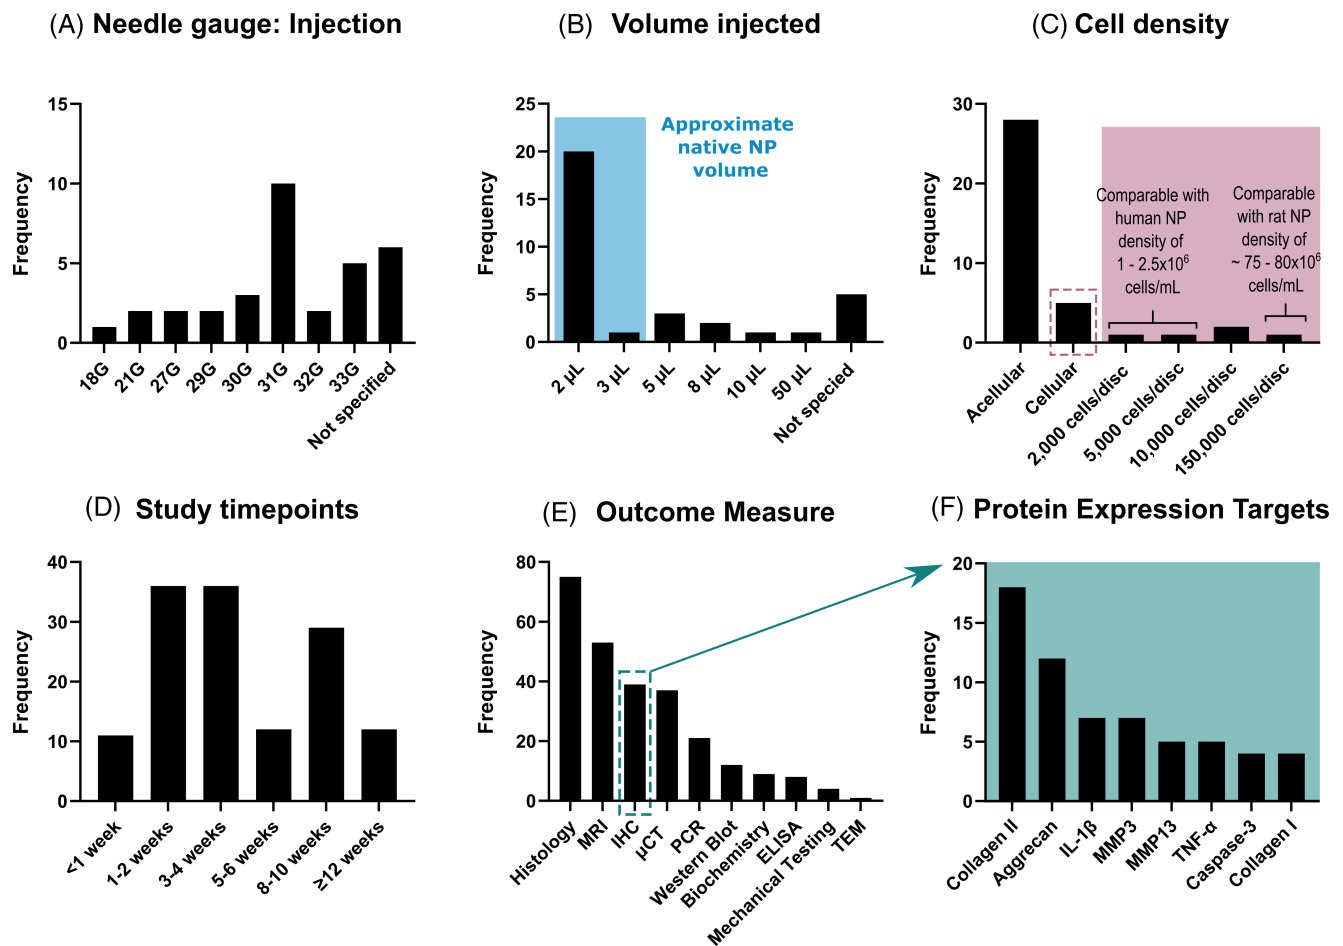 (A) Needle gauge: Injection
Frequency
15
10
5
0
18G
21G
27G
29G
30G
31G
32G
33G
Not specified
(B) Volume injected
Frequency
25
20
15
10
5
0
Approximate
native NP
volume
2 µL
3 µL
5 µL
8 µL
10 µL
50 µL
Not specied
(C) Cell density
Frequency
30
20
10
0
Comparable with
human NP
density of
1 - 2.5x10⁶
cells/mL
Comparable
with rat NP
density of
~ 75 - 80x10⁶
cells/mL
Acellular
Cellular
2,000 cells/disc
5,000 cells/disc
10,000 cells/disc
150,000 cells/disc
(D) Study timepoints
Frequency
40
30
20
10
0
<1 week
1-2 weeks
3-4 weeks
5-6 weeks
8-10 weeks
≥12 weeks
(E) Outcome Measure
Frequency
80
60
40
20
0
Histology
MRI
IHC
µCT
PCR
Western Blot
Biochemistry
ELISA
Mechanical Testing
TEM
(F) Protein Expression Targets
Frequency
20
15
10
5
0
Collagen II
Aggrecan
IL-1β
MMP3
MMP13
TNF-α
Caspase-3
Collagen I